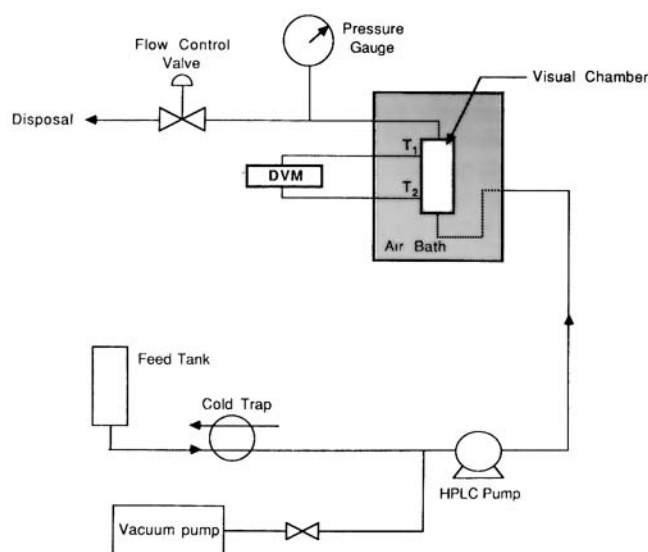 Pressure
Gauge
Flow Control
Valve
Visual Chamber
Disposal
T1
DVM
T2
Air Bath
Feed Tank
Cold Trap
HPLC Pump
Vacuum pump